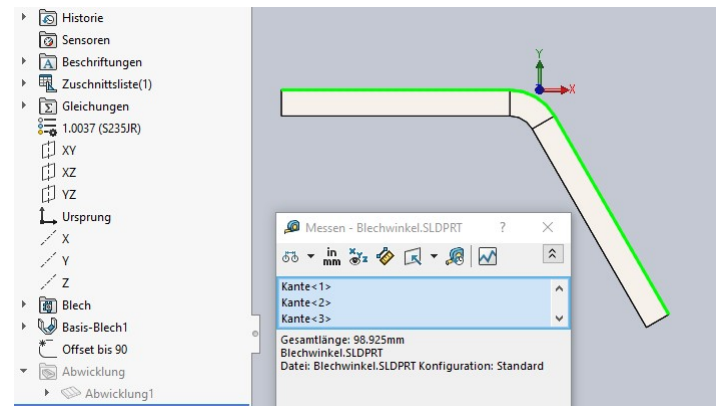 Historie
Sensoren
Beschriftungen
Zuschnittsliste(1)
Gleichungen
1.0037 (S235JR)
XY
XZ
YZ
Ursprung
X
Y
Z
Blech
Basis-Blech1
Offset bis 90
Abwicklung
Abwicklung1
Y
X
Messen - Blechwinkel.SLDPRT
in
mm
Kante<1>
Kante<2>
Kante<3>
Gesamtlänge: 98.925mm
Blechwinkel.SLDPRT
Datei: Blechwinkel.SLDPRT Konfiguration: Standard